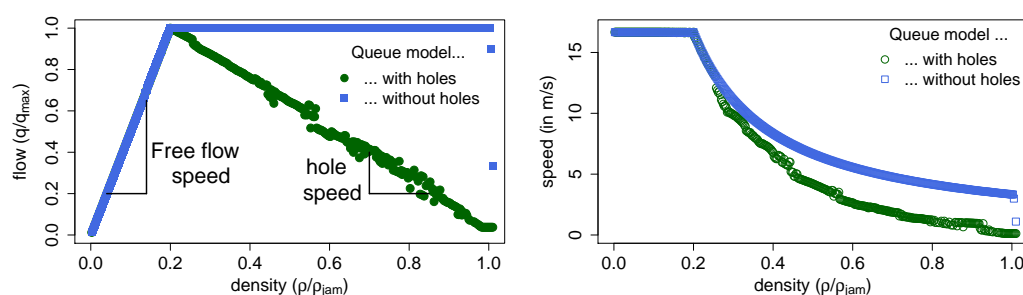 flow (q/qmax)
0.0 0.2 0.4 0.6 0.8 1.0
Queue model...
... with holes
... without holes
Free flow
speed
hole
speed
0.0 0.2 0.4 0.6 0.8 1.0
density (ρ/ρjam)
speed (in m/s)
0 5 10 15
Queue model ...
... with holes
... without holes
0.0 0.2 0.4 0.6 0.8 1.0
density (ρ/ρjam)